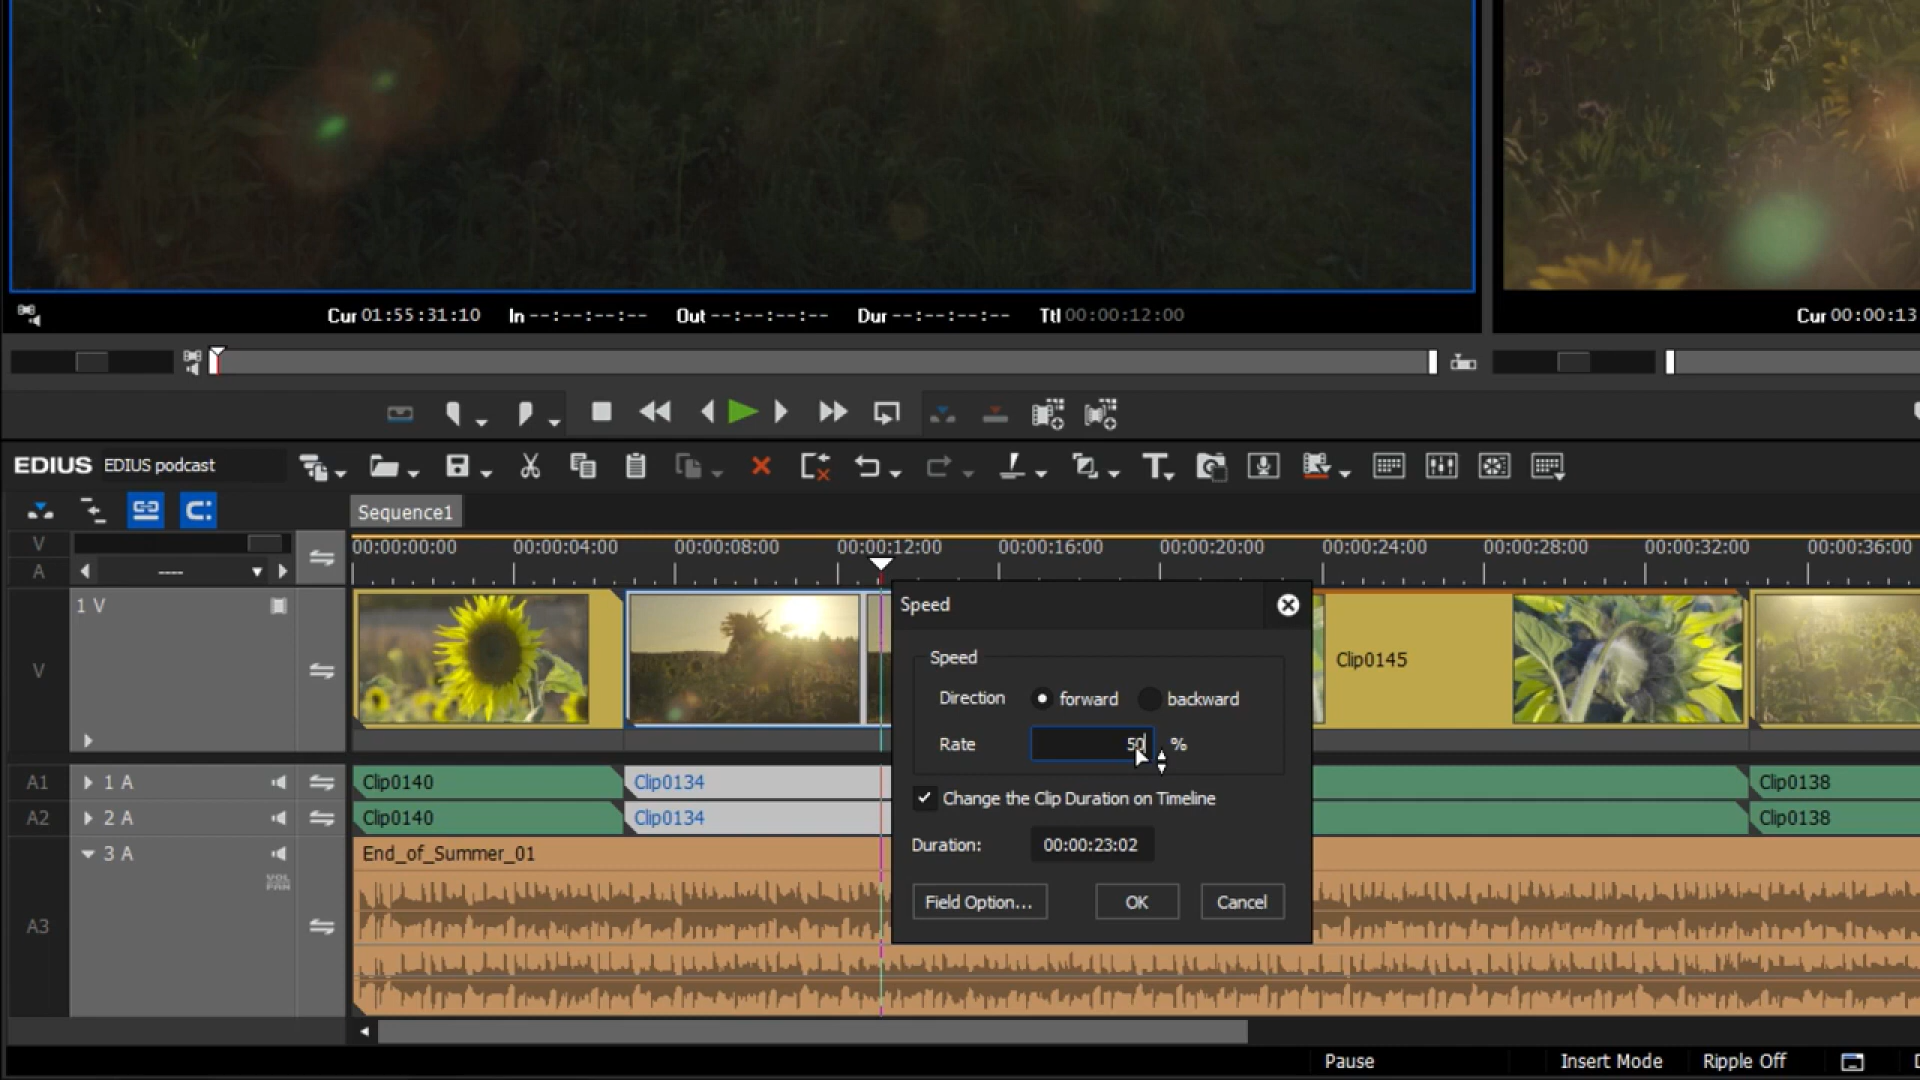 Cur 01:55:31:10 In --:--:--:-- Out --:--:--:-- Dur --:--:--:-- Ttl 00:00:12:00
Cur 00:00:13
EDIUS EDIUS podcast
Sequence1
V
A
----
00:00:00:00 00:00:04:00 00:00:08:00 00:00:12:00 00:00:16:00 00:00:20:00 00:00:24:00 00:00:28:00 00:00:32:00 00:00:36:00
1 V
V
Clip0145
Speed
Speed
Direction forward backward
Rate 50 %
Change the Clip Duration on Timeline
Duration: 00:00:23:02
Field Option... OK Cancel
A1 1 A Clip0140 Clip0134 Clip0138
A2 2 A Clip0140 Clip0134 Clip0138
3 A End_of_Summer_01
VOL
PAN
A3
Pause Insert Mode Ripple Off